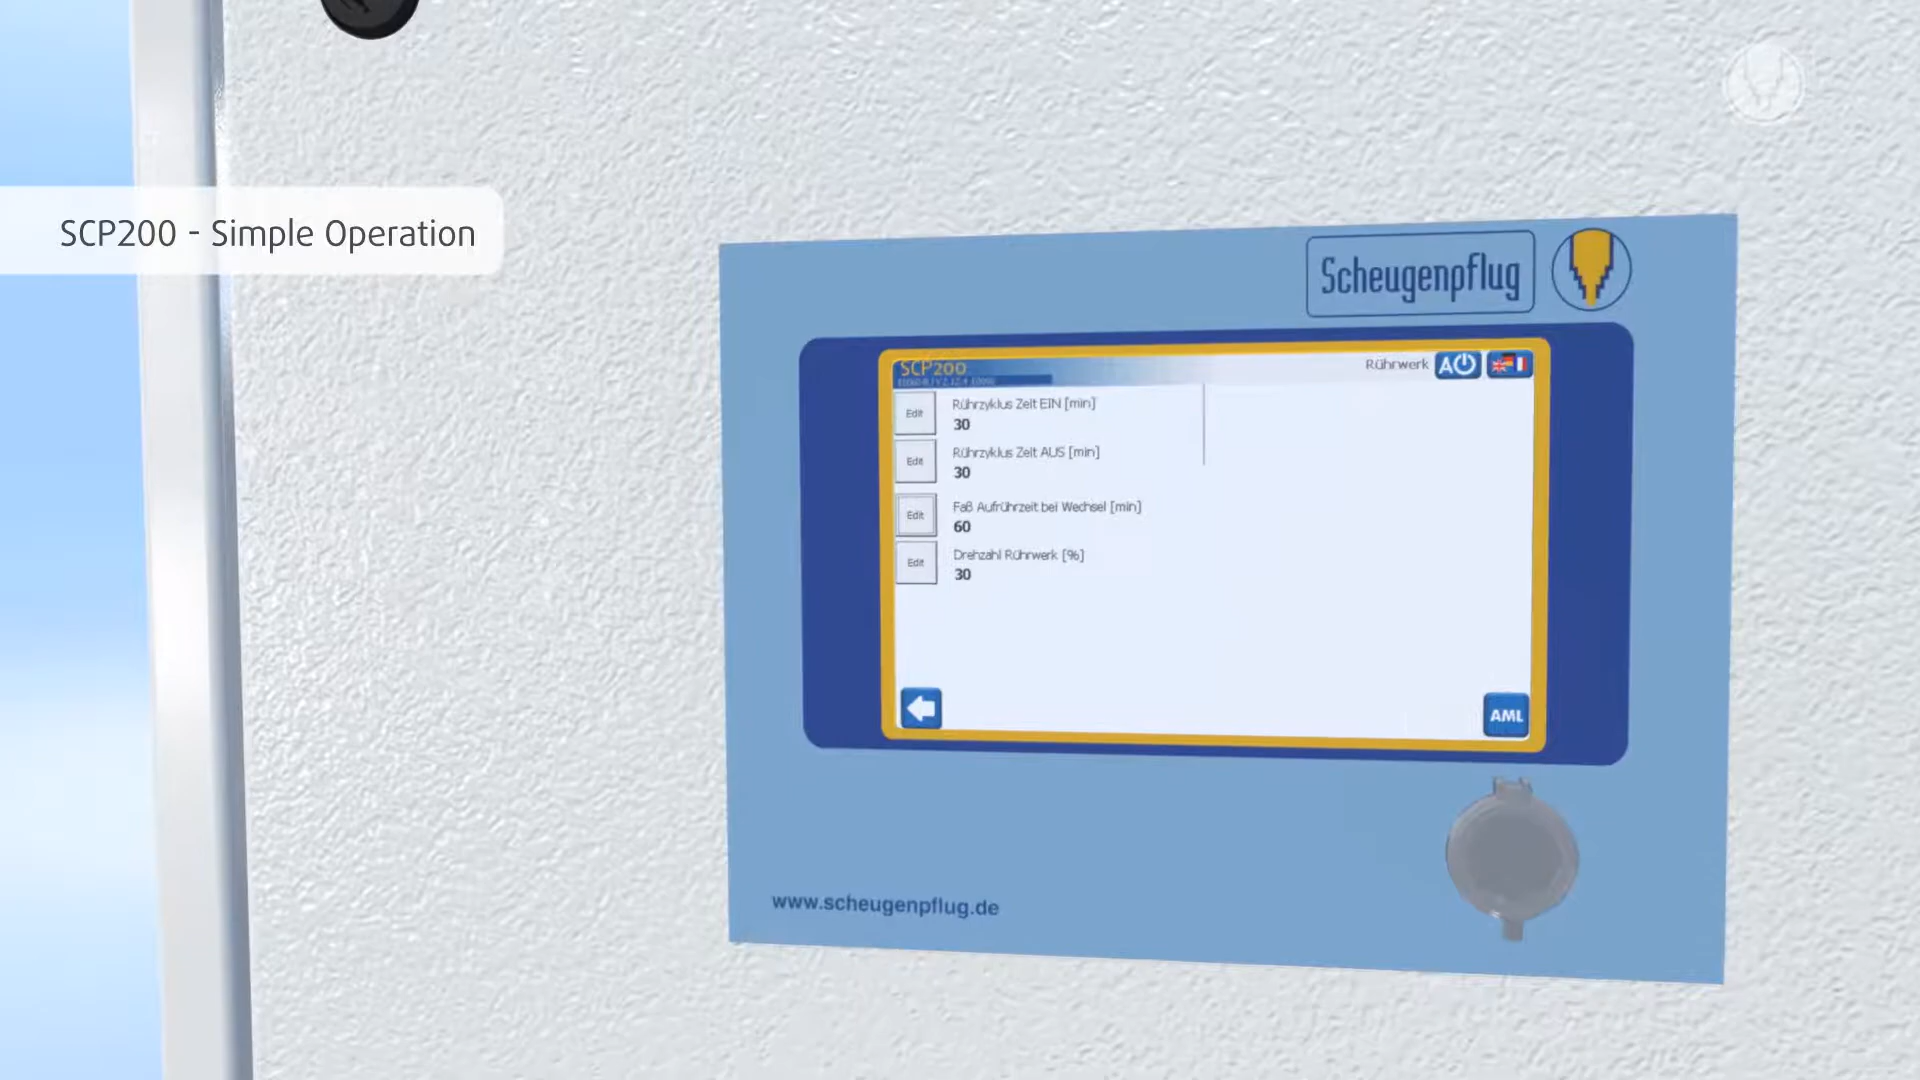 SCP200 - Simple Operation
Scheugenpflug
SCP200
Rührwerk
A
Edit
Rührzyklus Zeit EIN [min]
30
Edit
Rührzyklus Zeit AUS [min]
30
Edit
Faß Aufrührzeit bei Wechsel [min]
60
Edit
Drehzahl Rührwerk [%]
30
AML
www.scheugenpflug.de